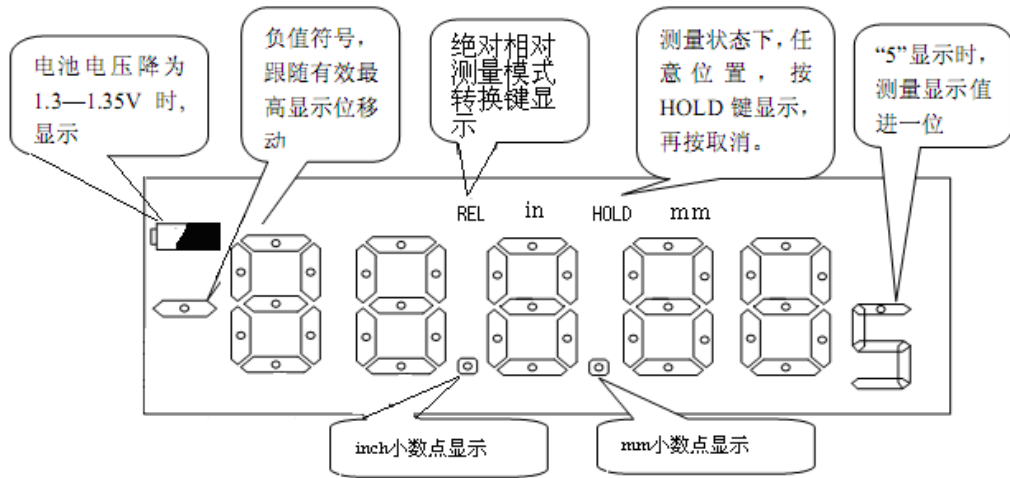 电池电压降为
1.3—1.35V 时,
显示
负值符号，
跟随有效最
高显示位移
动
绝对相对
测量模式
转换键显
示
测量状态下，任
意位置，按
HOLD 键显示，
再按取消。
“5”显示时，
测量显示值
进一位
REL in HOLD mm
inch小数点显示
mm小数点显示